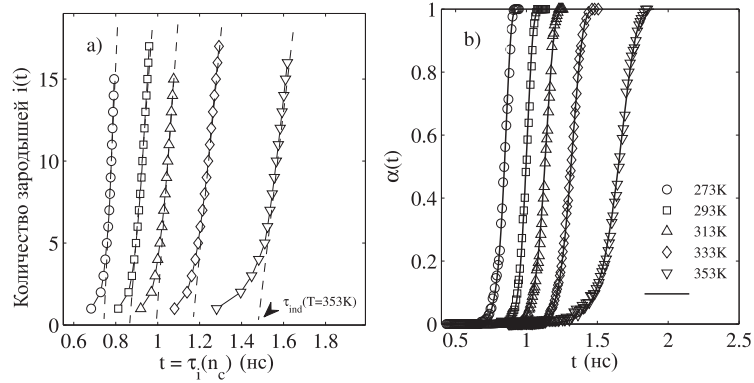 a)
Количество зародышей i(t)
15
10
5
0
0.6 0.8 1 1.2 1.4 1.6 1.8
t = τi(nc) (нс)
τind(T=353K)
b)
α(t)
1
0.8
0.6
0.4
0.2
0
0.5 1 1.5 2 2.5
t (нс)
273K
293K
313K
333K
353K